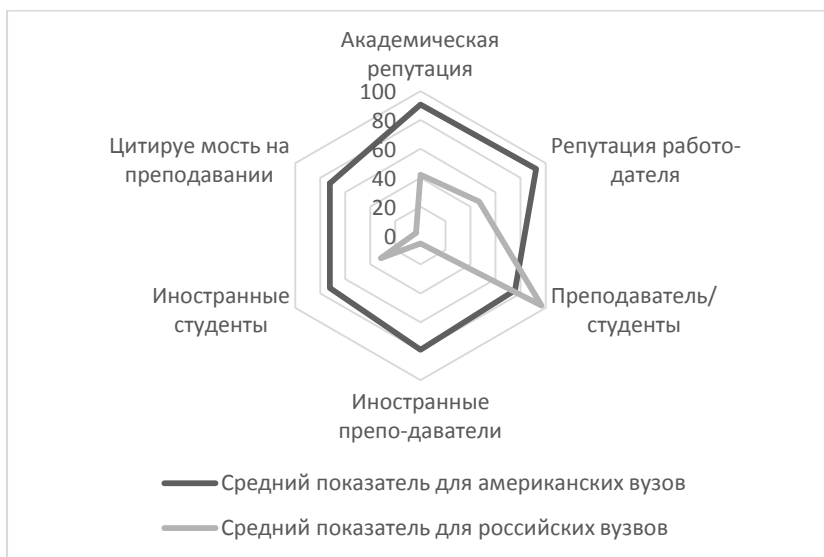 Академическая
репутация
100
80
60
40
20
0
Цитируе мость на
преподавании
Репутация работо-
дателя
Иностранные
студенты
Преподаватель/
студенты
Иностранные
препо-даватели
Средний показатель для американских вузов
Средний показатель для российских вузвов